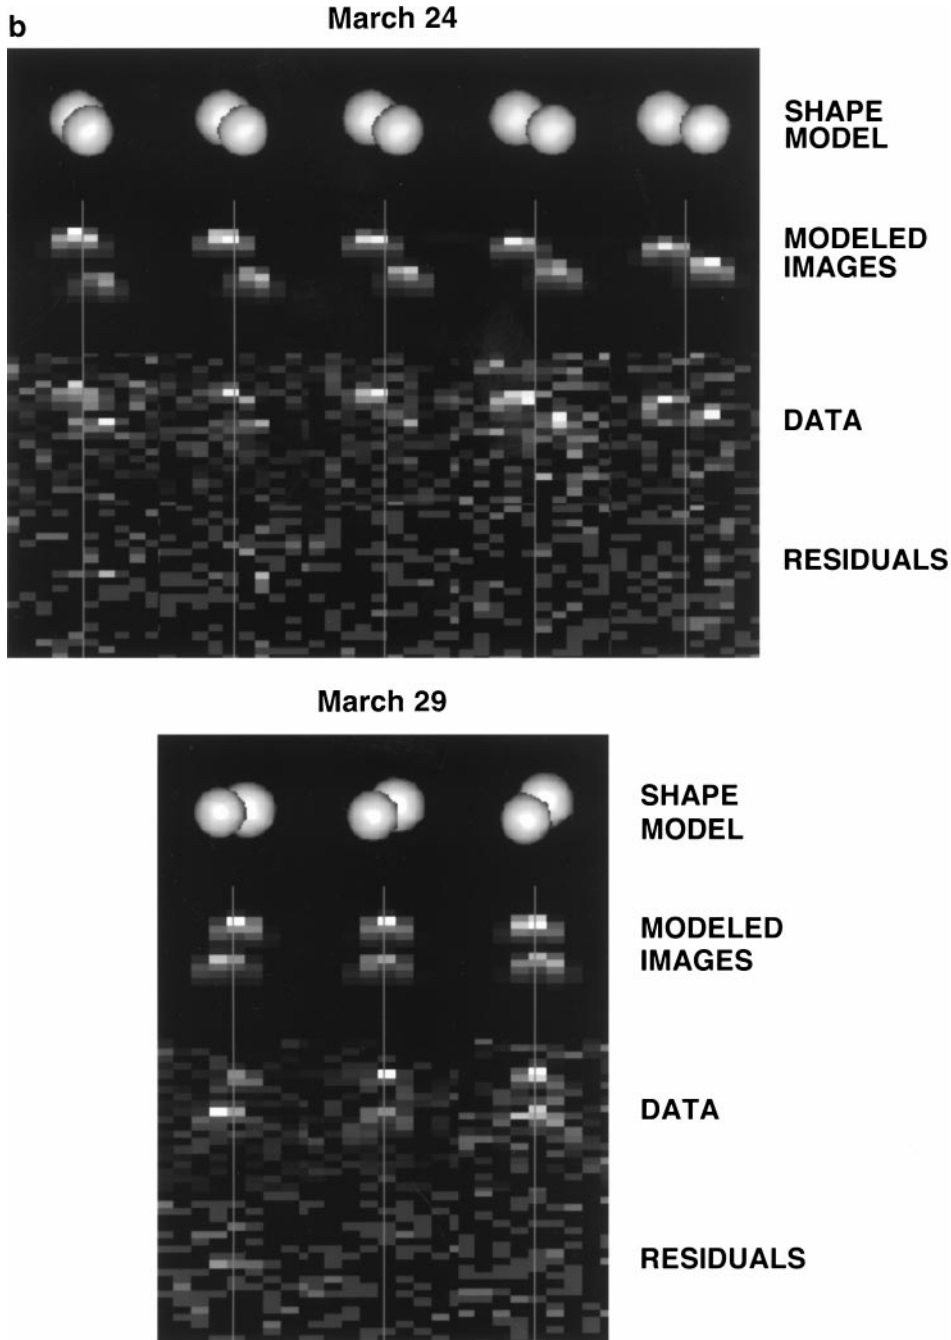 b
March 24
SHAPE
MODEL
MODELED
IMAGES
DATA
RESIDUALS
March 29
SHAPE
MODEL
MODELED
IMAGES
DATA
RESIDUALS